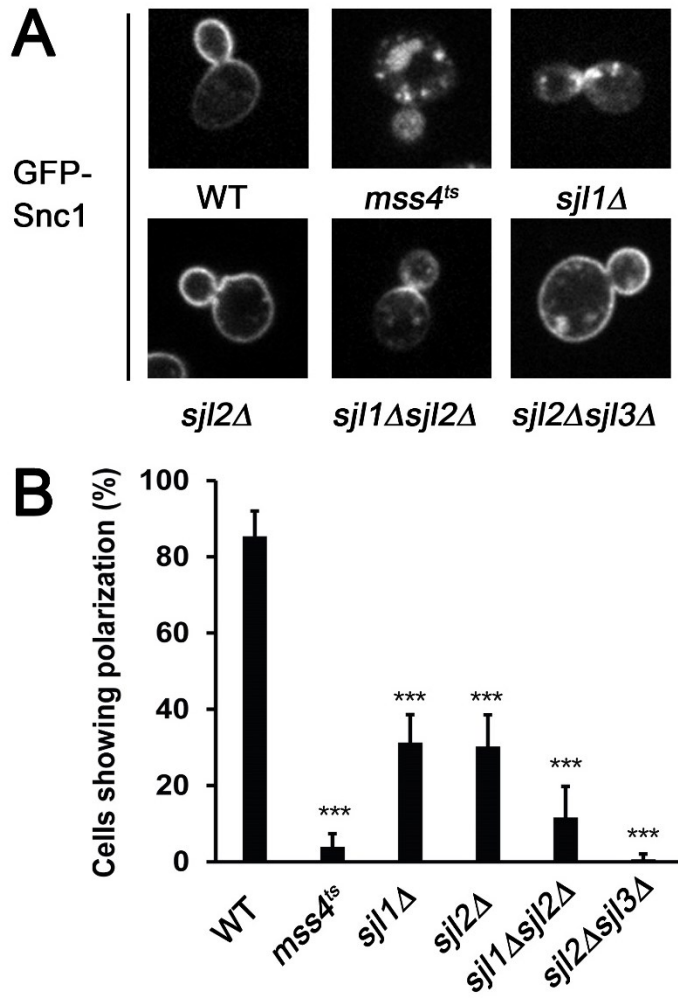 A
GFP-
Snc1
WT
mss4ts
sjl1Δ
sjl2Δ
sjl1Δsjl2Δ
sjl2Δsjl3Δ
B
Cells showing polarization (%)
100
80
60
40
20
0
***
***
***
***
***
WT
mss4ts
sjl1Δ
sjl2Δ
sjl1Δsjl2Δ
sjl2Δsjl3Δ